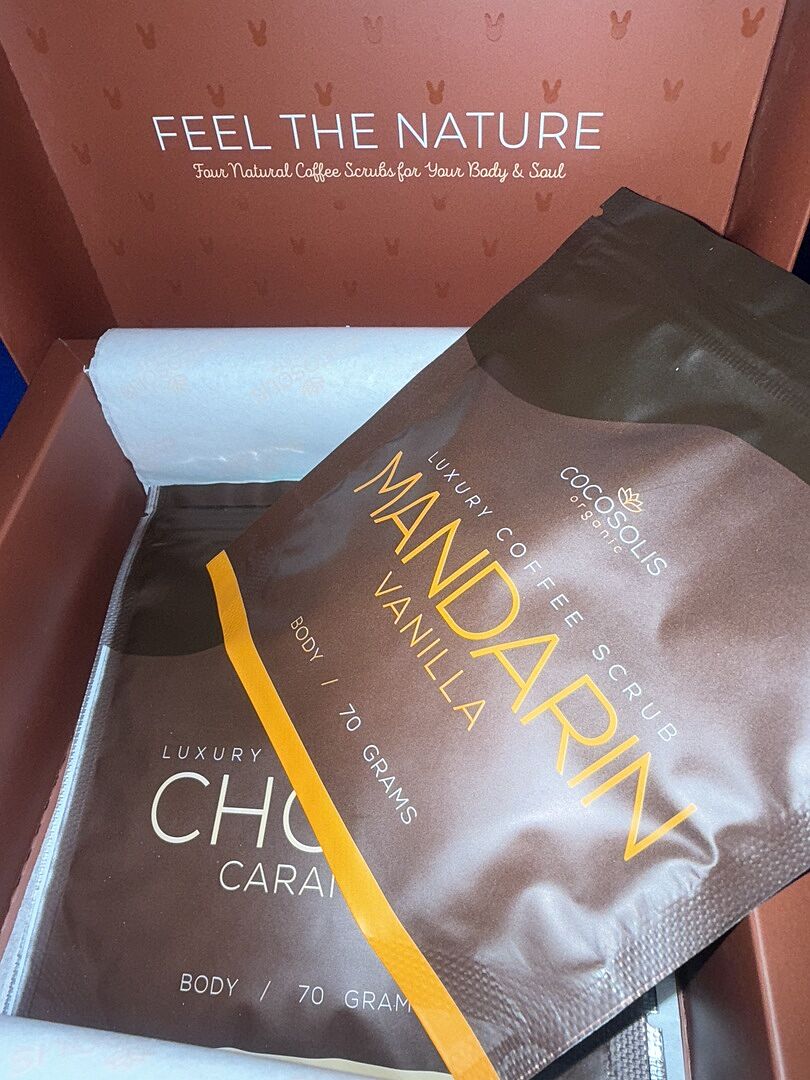 FEEL THE NATURE
Four Natural Coffee Scrubs for Your Body & Soul
COCOSOLIS
organic
LUXURY COFFEE SCRUB
MANDARIN
VANILLA
BODY / 70 GRAMS
LUXURY
CHO
CARA
BODY / 70 GRAM